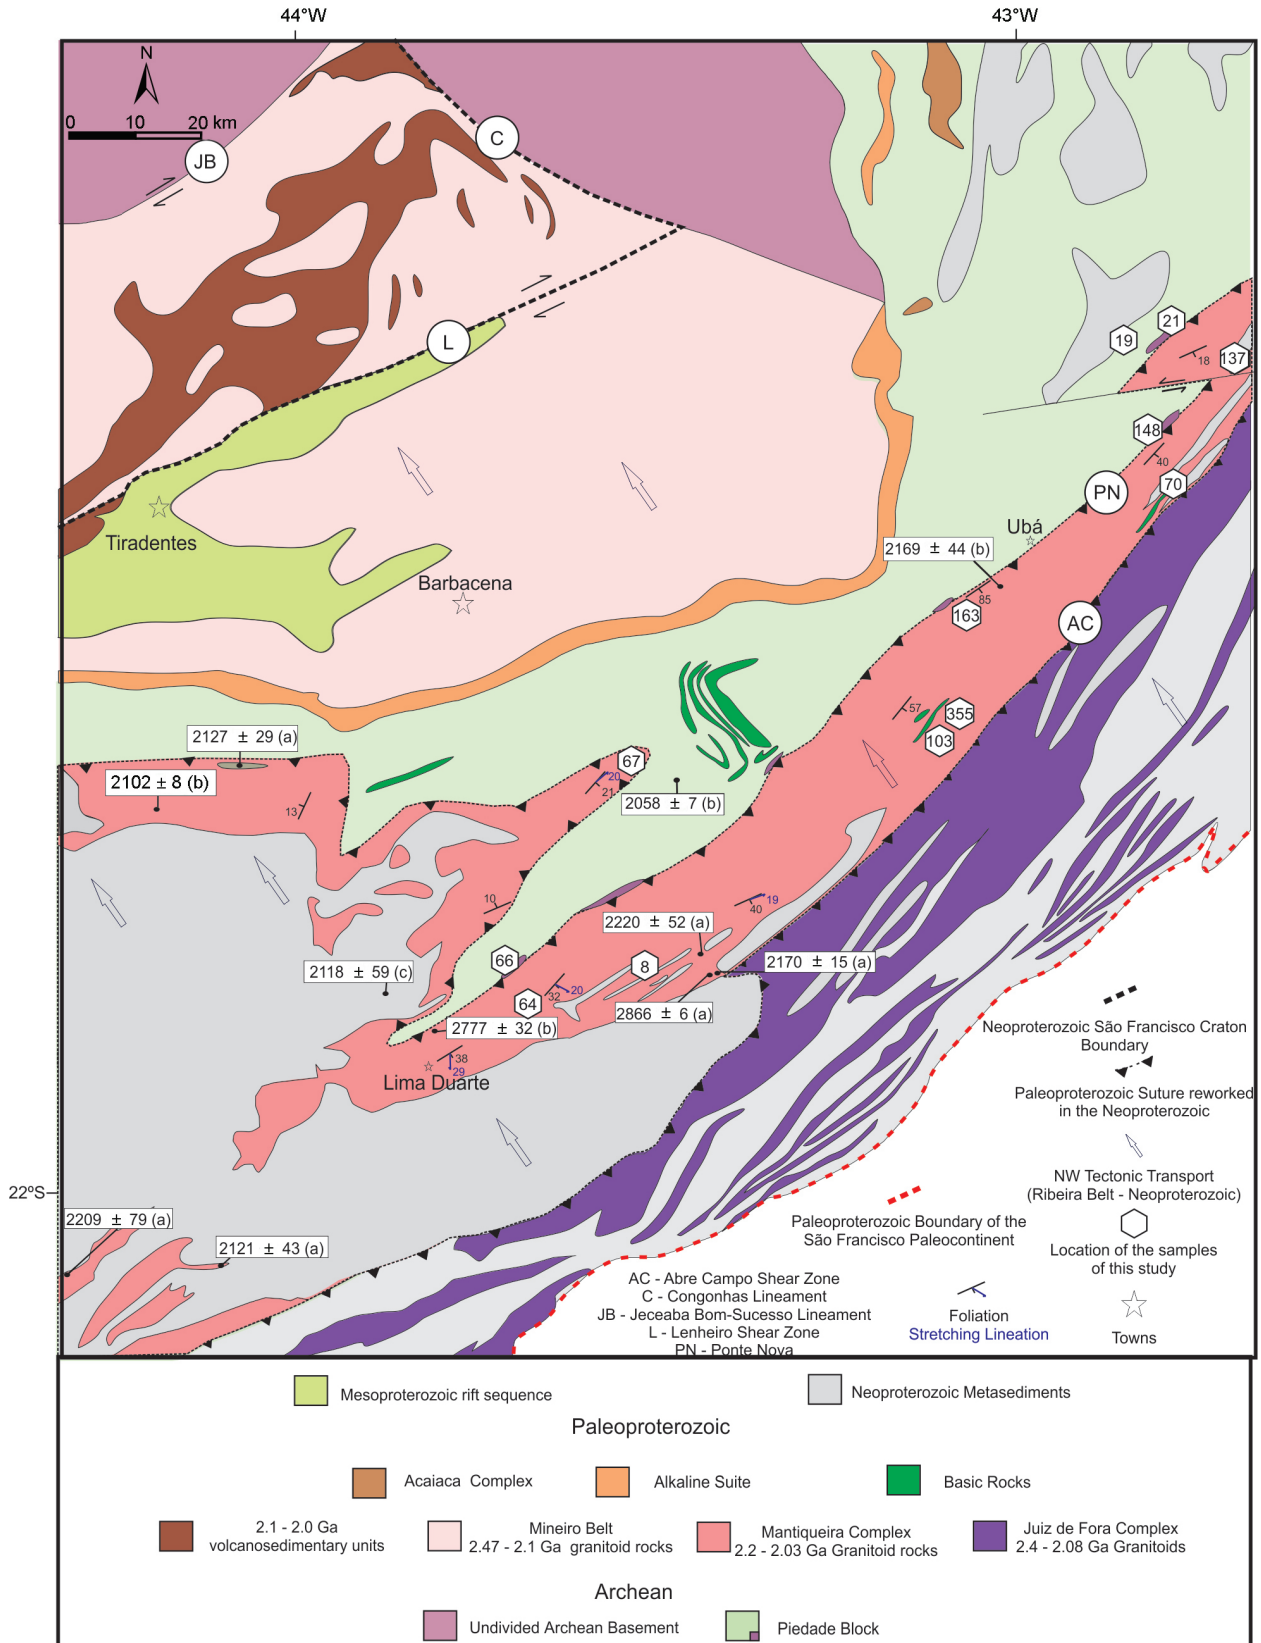 44°W
43°W
N
0 10 20 km
JB
C
L
21
19
18
137
148
40
PN
70
Tiradentes
Ubá
2169 ± 44 (b)
Barbacena
85
163
AC
57
355
103
2127 ± 29 (a)
67
2102 ± 8 (b)
20
21
2058 ± 7 (b)
13
10
19
40
2220 ± 52 (a)
66
8
2170 ± 15 (a)
2118 ± 59 (c)
20
32
64
2866 ± 6 (a)
2777 ± 32 (b)
38
29
Lima Duarte
Neoproterozoic São Francisco Craton
Boundary
Paleoproterozoic Suture reworked
in the Neoproterozoic
NW Tectonic Transport
(Ribeira Belt - Neoproterozoic)
22ºS
2209 ± 79 (a)
2121 ± 43 (a)
Paleoproterozoic Boundary of the
São Francisco Paleocontinent
Location of the samples
of this study
AC - Abre Campo Shear Zone
C - Congonhas Lineament
JB - Jeceaba Bom-Sucesso Lineament
L - Lenheiro Shear Zone
PN - Ponte Nova
Foliation
Stretching Lineation
Towns
Mesoproterozoic rift sequence
Neoproterozoic Metasediments
Paleoproterozoic
Acaiaca Complex
Alkaline Suite
Basic Rocks
2.1 - 2.0 Ga
volcanosedimentary units
Mineiro Belt
2.47 - 2.1 Ga granitoid rocks
Mantiqueira Complex
2.2 - 2.03 Ga Granitoid rocks
Juiz de Fora Complex
2.4 - 2.08 Ga Granitoids
Archean
Undivided Archean Basement
Piedade Block